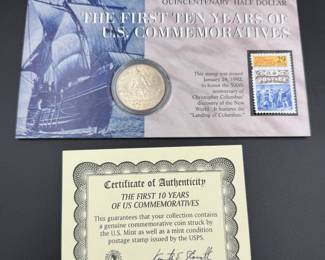 QUINCENTENARY HALF DOLLAR
THE FIRST TEN YEARS OF
U.S. COMMEMORATIVES
29
This stamp was issued
January 24, 1992,
to honor the 500th
anniversary of
Christopher Columbus'
discovery of the New
World. It features the
"Landing of Columbus."
Certificate of Authenticity
THE FIRST 10 YEARS
OF US COMMEMORATIVES
This guarantees that your collection contains
a genuine commemorative coin struck by
the U.S. Mint as well as a mint condition
postage stamp issued by the USPS.